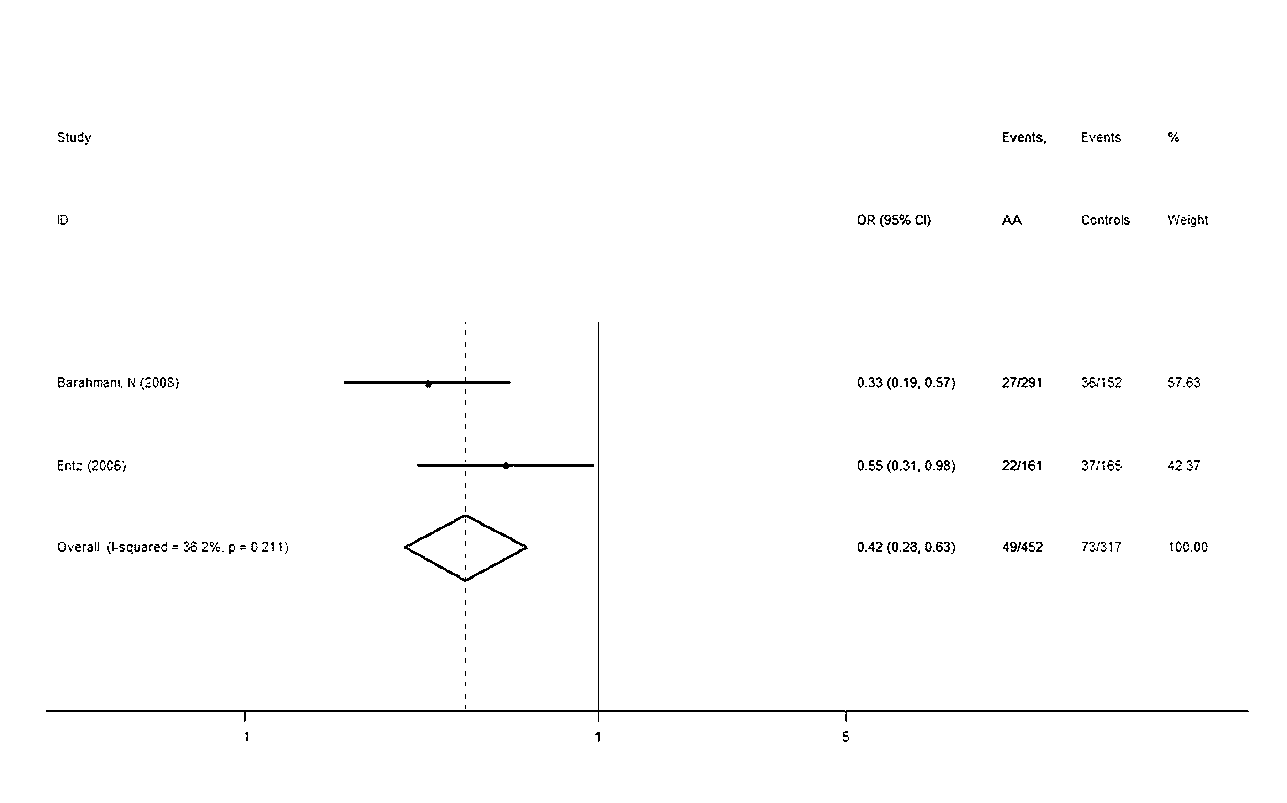 Study Events, Events %
ID OR (95% CI) AA Controls Weight
Barahmani, N (2006) 0.33 (0.19, 0.57) 27/291 36/152 57.63
Entz (2006) 0.55 (0.31, 0.98) 22/161 37/165 42.37
Overall (I-squared = 36.2%, p = 0.211) 0.42 (0.28, 0.63) 49/452 73/317 100.00
.1 1 5